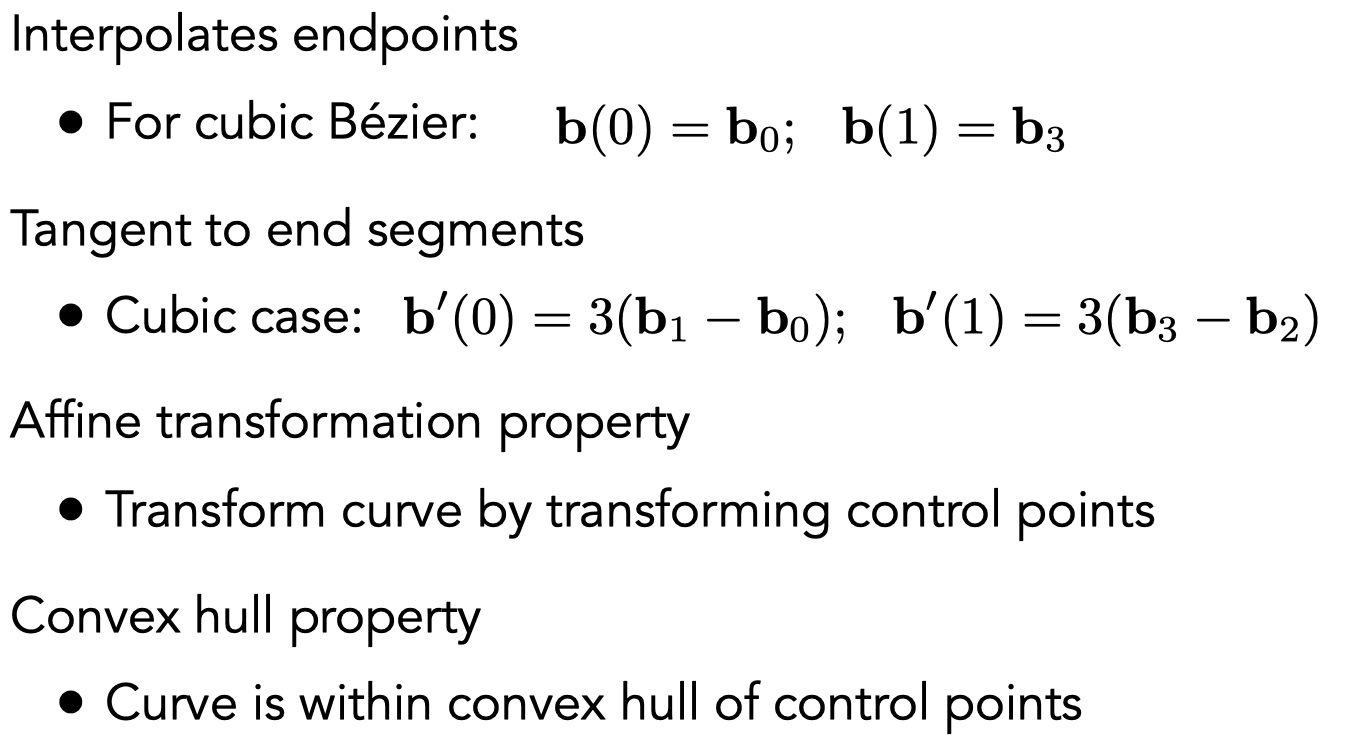 Interpolates endpoints
• For cubic Bézier: b(0) = b₀; b(1) = b₃
Tangent to end segments
• Cubic case: b′(0) = 3(b₁ − b₀); b′(1) = 3(b₃ − b₂)
Affine transformation property
• Transform curve by transforming control points
Convex hull property
• Curve is within convex hull of control points